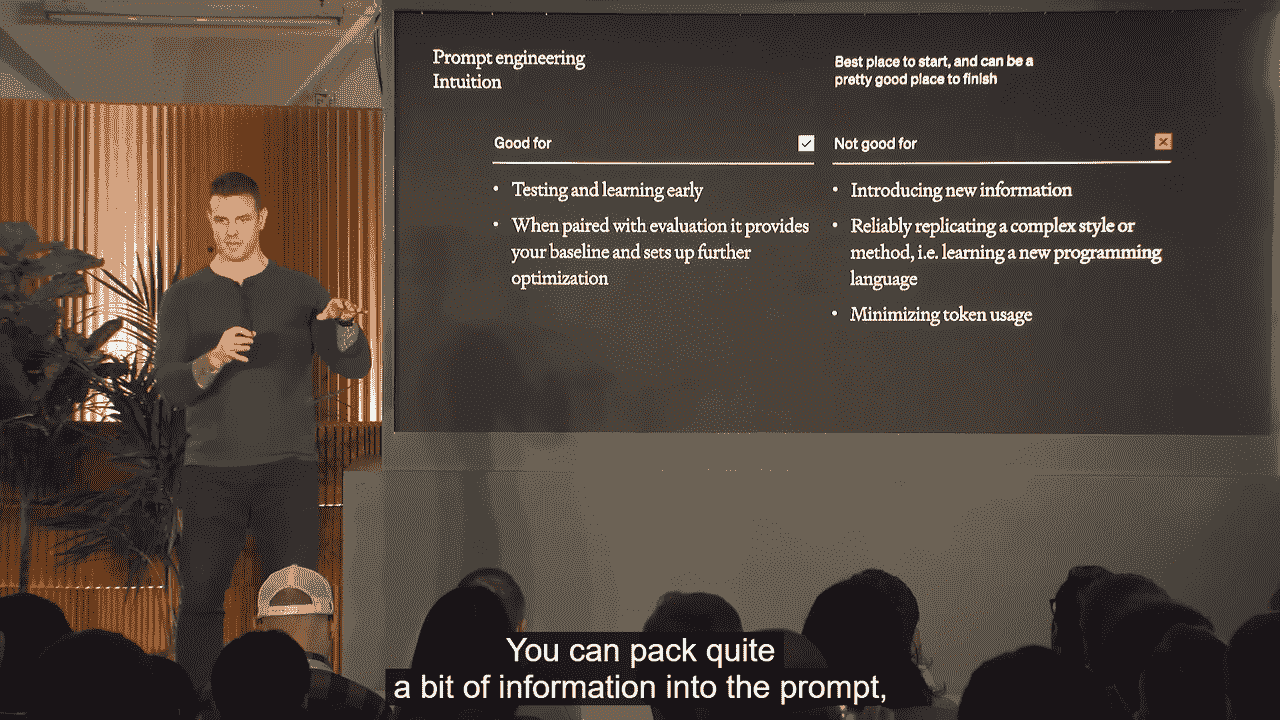 Prompt engineering
Intuition
Best place to start, and can be a
pretty good place to finish
Good for
• Testing and learning early
• When paired with evaluation it provides
your baseline and sets up further
optimization
Not good for
• Introducing new information
• Reliably replicating a complex style or
method, i.e. learning a new programming
language
• Minimizing token usage
You can pack quite
a bit of information into the prompt,